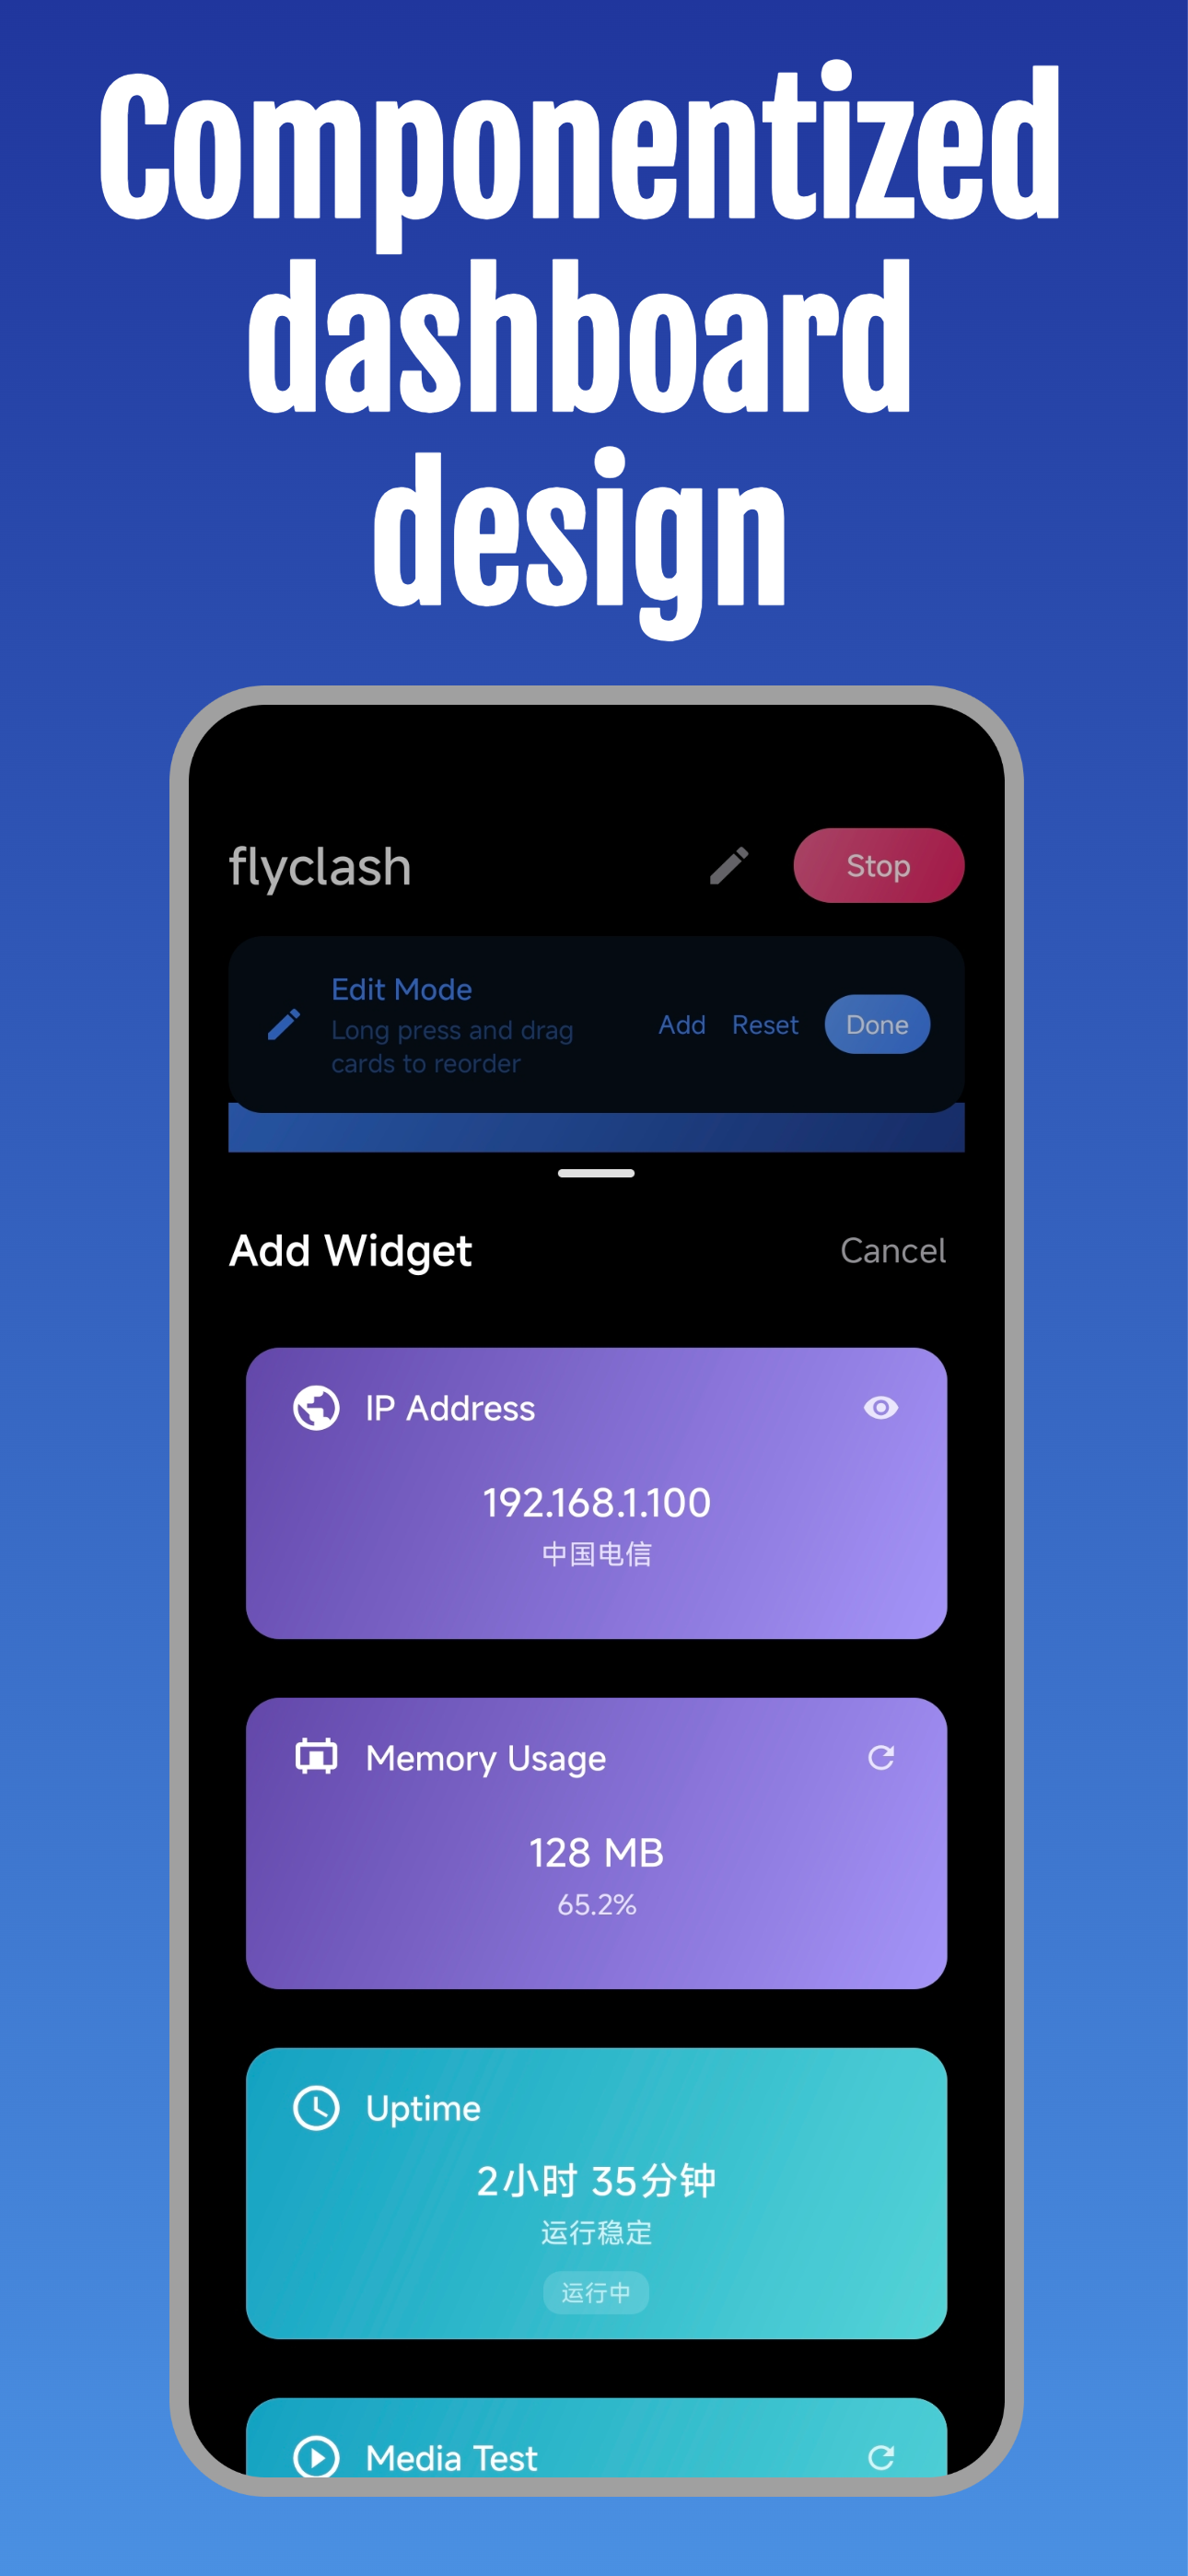 Componentized
dashboard
design
flyclash
Stop
Edit Mode
Long press and drag
cards to reorder
Add
Reset
Done
Add Widget
Cancel
IP Address
192.168.1.100
中国电信
Memory Usage
128 MB
65.2%
Uptime
2小时 35分钟
运行稳定
运行中
Media Test